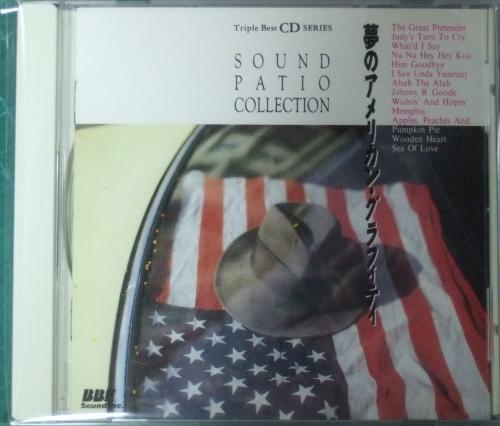 Triple Best CD SERIES
SOUND
PATIO
COLLECTION
夢のアメリカン・グラフィティ
The Great Pretender
Judy's Turn To Cry
What'd I Say
Na Na Hey Hey Kiss
Him Goodbye
I Saw Linda Yesterday
Ahab The Alab
Johnny B. Goode
Wishin' And Hopin'
Memphis
Apples, Peaches And
Pumpkin Pie
Wooden Heart
Sea Of Love
BBH
Sound Inc.